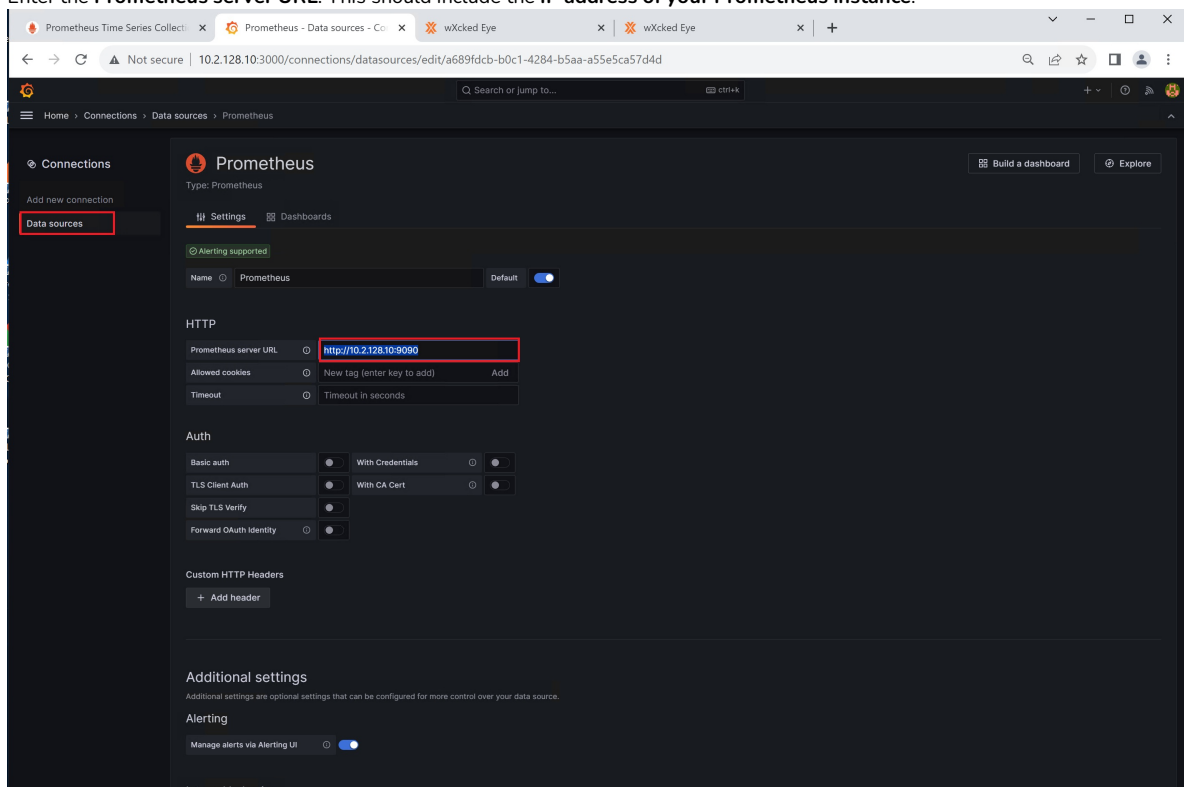 Enter the Prometheus server URL. This should include the IP address of your Prometheus instance.
Prometheus Time Series Collecti
Prometheus - Data sources - Co
wXcked Eye
wXcked Eye
Not secure | 10.2.128.10:3000/connections/datasources/edit/a689fdcb-b0c1-4284-b5aa-a55e5ca57d4d
Search or jump to...
ctrl+k
Home › Connections › Data sources › Prometheus
Connections
Add new connection
Data sources
Prometheus
Type: Prometheus
Build a dashboard
Explore
Settings
Dashboards
Alerting supported
Name Prometheus Default
HTTP
Prometheus server URL http://10.2.128.10:9090
Allowed cookies New tag (enter key to add) Add
Timeout Timeout in seconds
Auth
Basic auth With Credentials
TLS Client Auth With CA Cert
Skip TLS Verify
Forward OAuth Identity
Custom HTTP Headers
+ Add header
Additional settings
Additional settings are optional settings that can be configured for more control over your data source.
Alerting
Manage alerts via Alerting UI